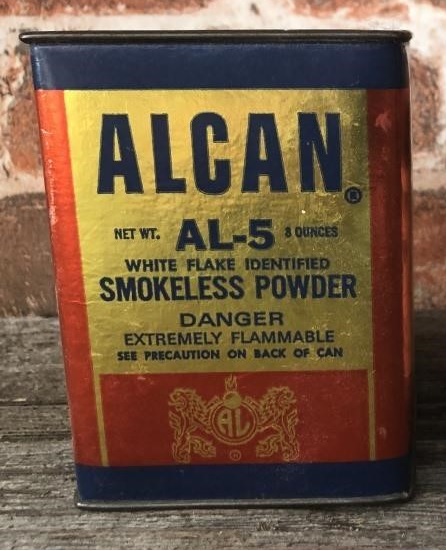 ALCAN ®
NET WT. AL-5 8 OUNCES
WHITE FLAKE IDENTIFIED
SMOKELESS POWDER
DANGER
EXTREMELY FLAMMABLE
SEE PRECAUTION ON BACK OF CAN
AL
®